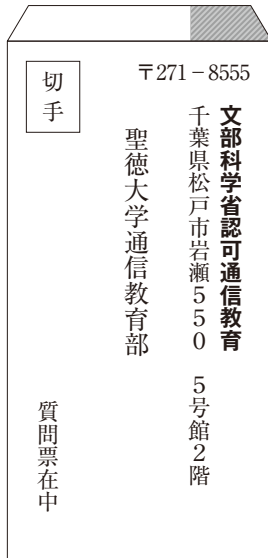 〒271－8555
切手
文部科学省認可通信教育
千葉県松戸市岩瀬５５０　５号館２階
聖徳大学通信教育部
質問票在中